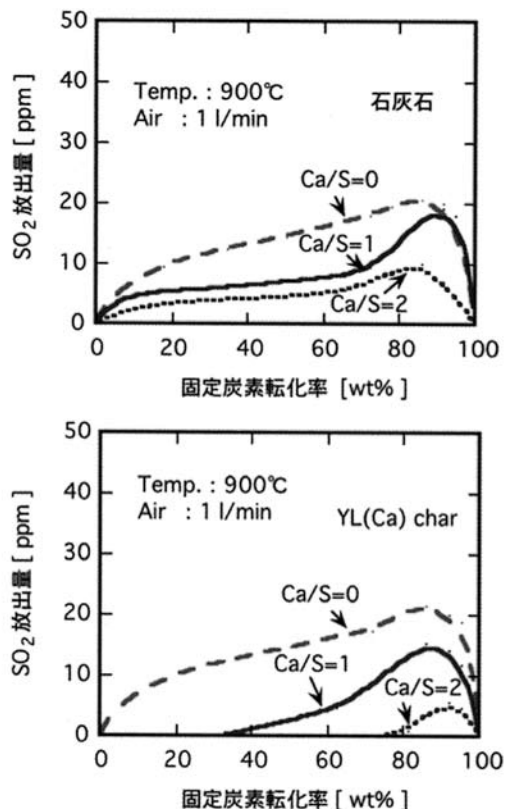 50
40
30
20
10
0
SO2 放出量 [ ppm ]
Temp. : 900℃
Air : 1 l/min
石灰石
Ca/S=0
Ca/S=1
Ca/S=2
0 20 40 60 80 100
固定炭素転化率 [wt%]
50
40
30
20
10
0
SO2 放出量 [ ppm ]
Temp. : 900℃
Air : 1 l/min
YL(Ca) char
Ca/S=0
Ca/S=1
Ca/S=2
0 20 40 60 80 100
固定炭素転化率 [ wt% ]